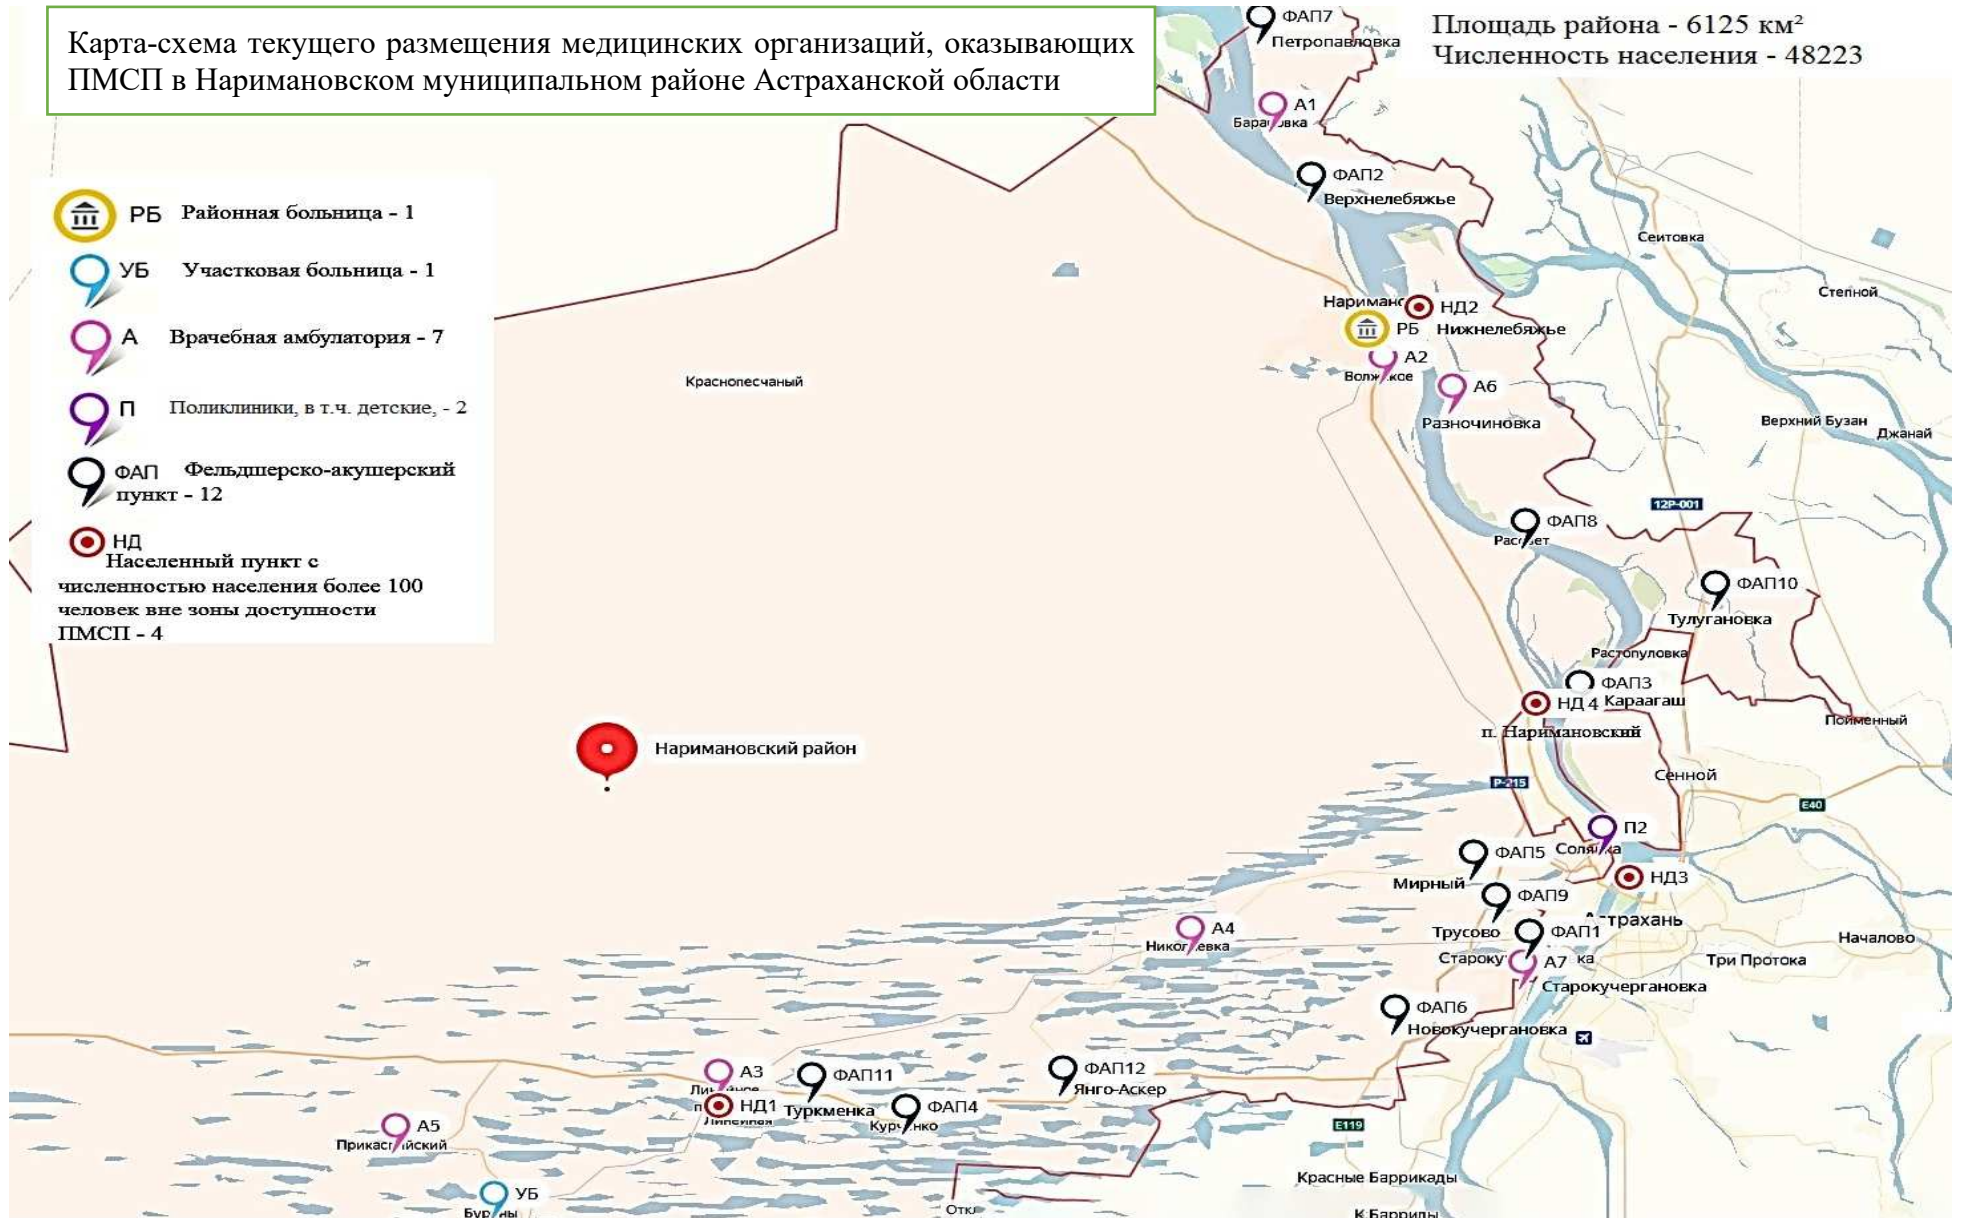 Карта-схема текущего размещения медицинских организаций, оказывающих
ПМСП в Наримановском муниципальном районе Астраханской области
Площадь района - 6125 км²
Численность населения - 48223
РБ Районная больница - 1
УБ Участковая больница - 1
А Врачебная амбулатория - 7
П Поликлиники, в т.ч. детские, - 2
ФАП Фельдшерско-акушерский
пункт - 12
НД
Населенный пункт с
численностью населения более 100
человек вне зоны доступности
ПМСП - 4
ФАП7
Петропавловка
А1
ФАП2
Верхнелебяжье
Сеитовка
Степной
НД2
РБ Нижнелебяжье
А2
А6
Разночиновка
Краснопесчаный
Верхний Бузан
Джанай
12Р-001
ФАП8
ФАП10
Тулугановка
Растопуловка
ФАП3
НД 4 Караагаш
п. Наримановский
Пойменный
Наримановский район
Сенной
Р-215
Е40
П2
ФАП5
Мирный
НД3
ФАП9
Астрахань
А4
Трусово
ФАП1
Начало­во
А7
Три Протока
Старокучергановка
ФАП6
Новокучергановка
А3
ФАП11
Туркменка
ФАП12
Янго-Аскер
НД1
ФАП4
А5
Е119
Красные Баррикады
УБ